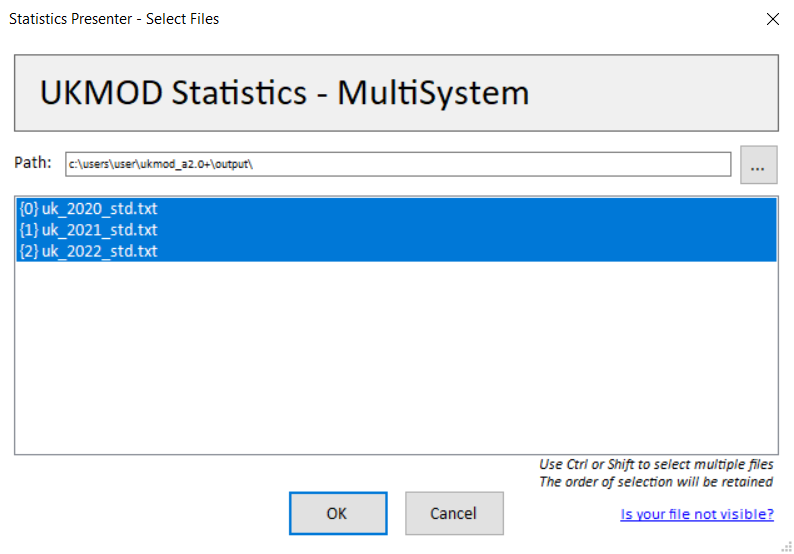 Statistics Presenter - Select Files
UKMOD Statistics - MultiSystem
Path: c:\users\user\ukmod_a2.0+\output\ ...
{0} uk_2020_std.txt
{1} uk_2021_std.txt
{2} uk_2022_std.txt
Use Ctrl or Shift to select multiple files
The order of selection will be retained
OK Cancel Is your file not visible?